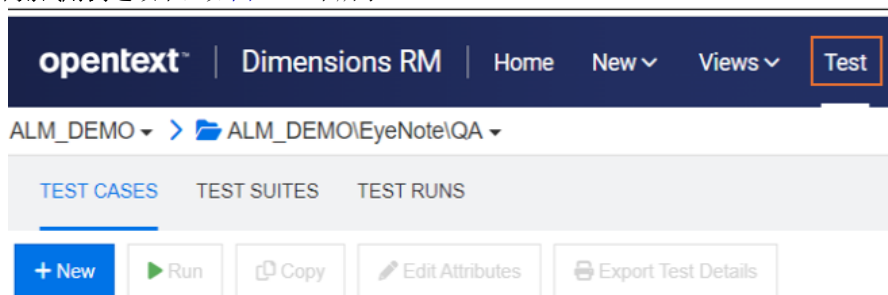 opentext™ | Dimensions RM | Home New Views Test
ALM_DEMO > ALM_DEMO\EyeNote\QA
TEST CASES TEST SUITES TEST RUNS
+ New Run Copy Edit Attributes Export Test Details